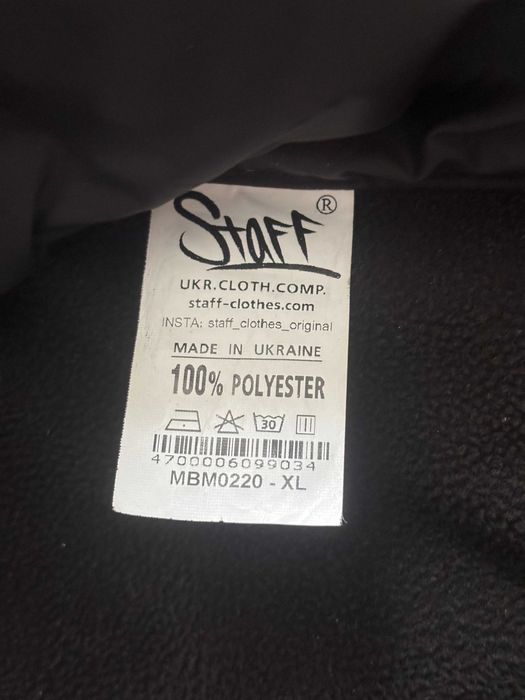 Staff®
UKR.CLOTH.COMP.
staff-clothes.com
INSTA: staff_clothes_original
MADE IN UKRAINE
100% POLYESTER
30
4700006099034
MBM0220 - XL